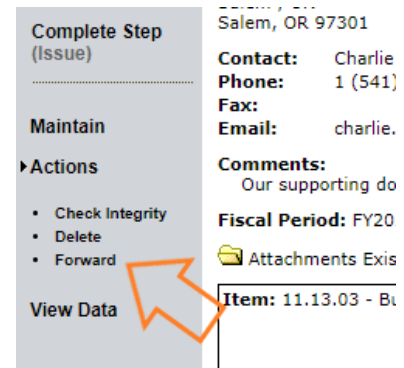 Complete Step
(Issue)
Maintain
Actions
• Check Integrity
• Delete
• Forward
View Data
Salem, OR 97301
Contact: Charlie
Phone: 1 (541)
Fax:
Email: charlie.
Comments:
Our supporting do
Fiscal Period: FY20
Attachments Exis
Item: 11.13.03 - Bu